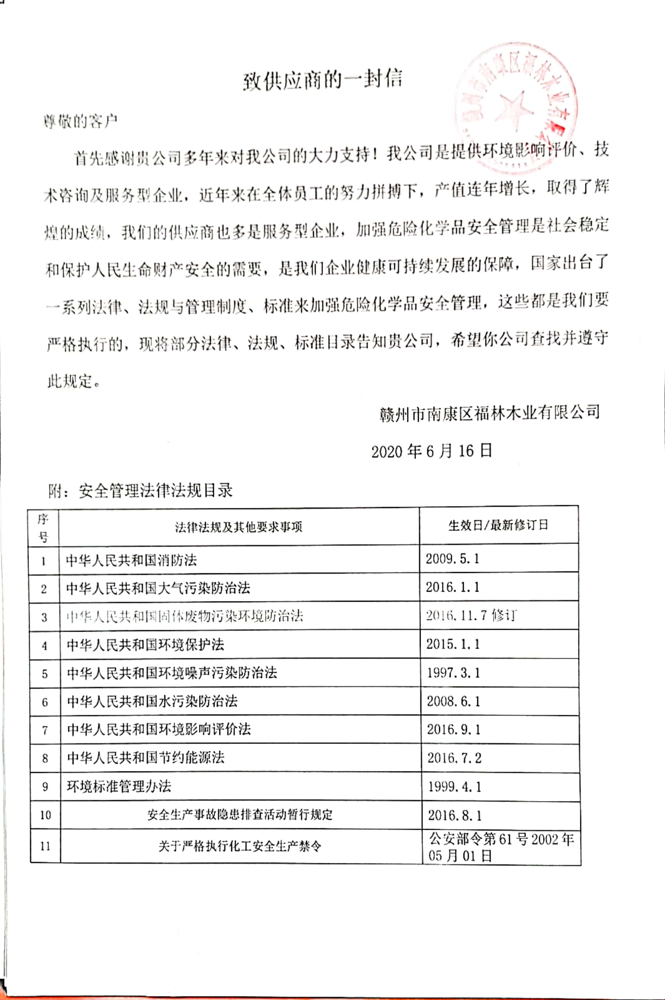 致供应商的一封信
赣州市南康区福林木业有限公
尊敬的客户
首先感谢贵公司多年来对我公司的大力支持！我公司是提供环境影响评价、技
术咨询及服务型企业，近年来在全体员工的努力拼搏下，产值连年增长，取得了辉
煌的成绩，我们的供应商也多是服务型企业，加强危险化学品安全管理是社会稳定
和保护人民生命财产安全的需要，是我们企业健康可持续发展的保障，国家出台了
一系列法律、法规与管理制度、标准来加强危险化学品安全管理，这些都是我们要
严格执行的，现将部分法律、法规、标准目录告知贵公司，希望你公司查找并遵守
此规定。
赣州市南康区福林木业有限公司
2020 年 6 月 16 日
附：安全管理法律法规目录
序号 法律法规及其他要求事项 生效日/最新修订日
1 中华人民共和国消防法 2009.5.1
2 中华人民共和国大气污染防治法 2016.1.1
3 中华人民共和国固体废物污染环境防治法 2016.11.7 修订
4 中华人民共和国环境保护法 2015.1.1
5 中华人民共和国环境噪声污染防治法 1997.3.1
6 中华人民共和国水污染防治法 2008.6.1
7 中华人民共和国环境影响评价法 2016.9.1
8 中华人民共和国节约能源法 2016.7.2
9 环境标准管理办法 1999.4.1
10 安全生产事故隐患排查活动暂行规定 2016.8.1
11 关于严格执行化工安全生产禁令 公安部令第 61 号 2002 年
05 月 01 日